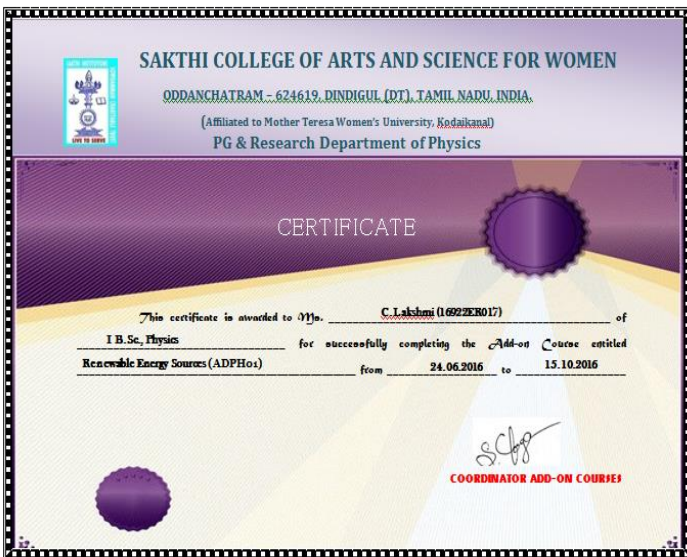 SAKTHI COLLEGE OF ARTS AND SCIENCE FOR WOMEN
ODDANCHATRAM – 624619, DINDIGUL (DT), TAMIL NADU, INDIA.
(Affiliated to Mother Teresa Women's University, Kodaikanal)
PG & Research Department of Physics
LIVE TO SERVE
CERTIFICATE
This certificate is awarded to Ms. C.Lakshmi of
I B.Sc., Physics for successfully completing the Add-on Course entitled
Renewable Energy Sources (ADPH01) from 24.06.2016 to 15.10.2016
COORDINATOR ADD-ON COURSES